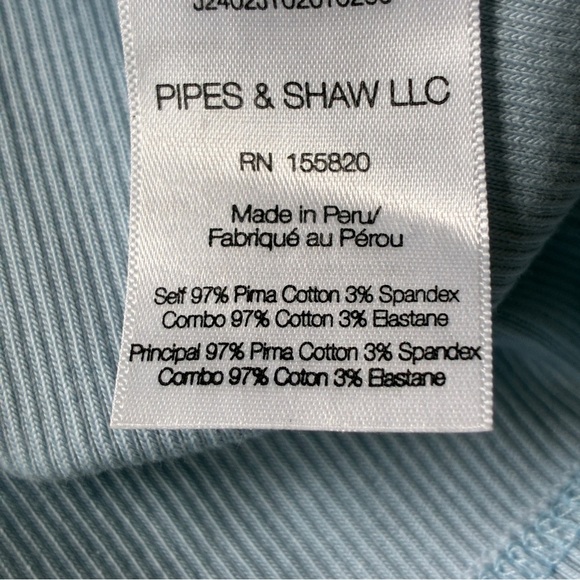 PIPES & SHAW LLC
RN 155820
Made in Peru/
Fabriqué au Pérou
Self 97% Pima Cotton 3% Spandex
Combo 97% Cotton 3% Elastane
Principal 97% Pima Cotton 3% Spandex
Combo 97% Coton 3% Elastane